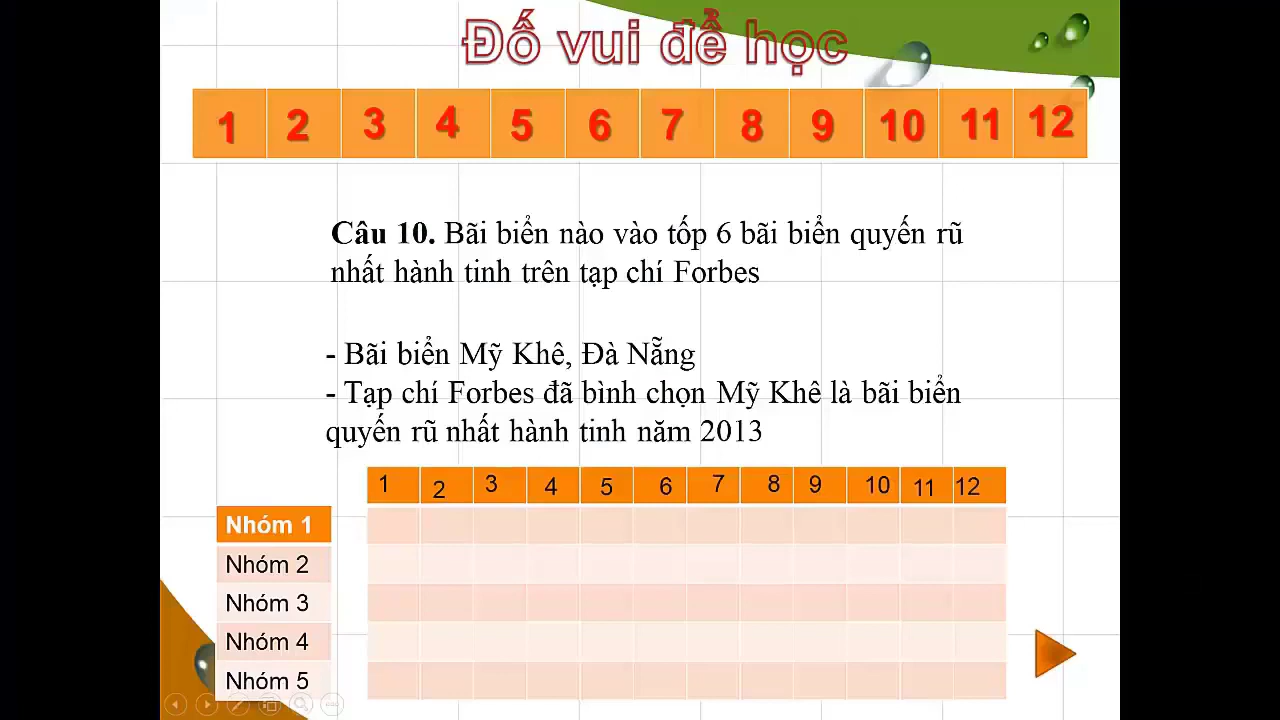 Đố vui để học
1 2 3 4 5 6 7 8 9 10 11 12
Câu 10. Bãi biển nào vào tốp 6 bãi biển quyến rũ
nhất hành tinh trên tạp chí Forbes
- Bãi biển Mỹ Khê, Đà Nẵng
- Tạp chí Forbes đã bình chọn Mỹ Khê là bãi biển
quyến rũ nhất hành tinh năm 2013
1 2 3 4 5 6 7 8 9 10 11 12
Nhóm 1
Nhóm 2
Nhóm 3
Nhóm 4
Nhóm 5